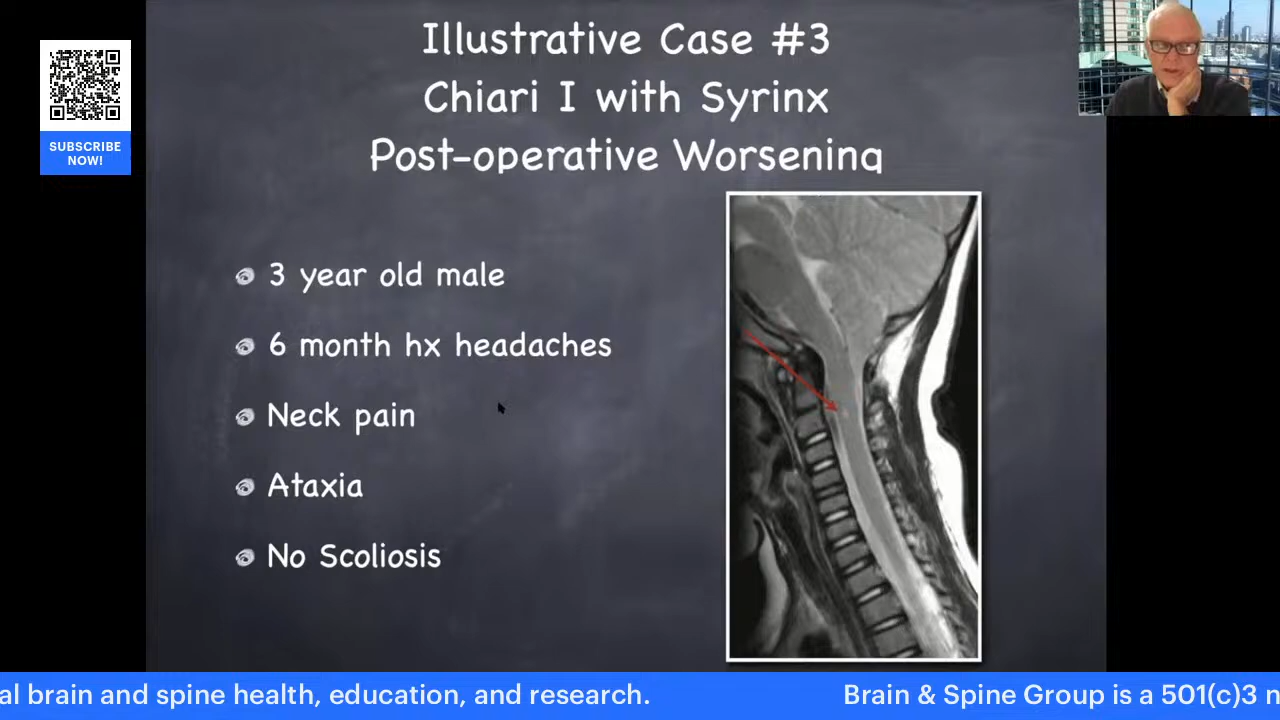 Illustrative Case #3
Chiari I with Syrinx
Post-operative Worsening
SUBSCRIBE
NOW!
3 year old male
6 month hx headaches
Neck pain
Ataxia
No Scoliosis
al brain and spine health, education, and research.
Brain & Spine Group is a 501(c)3 n